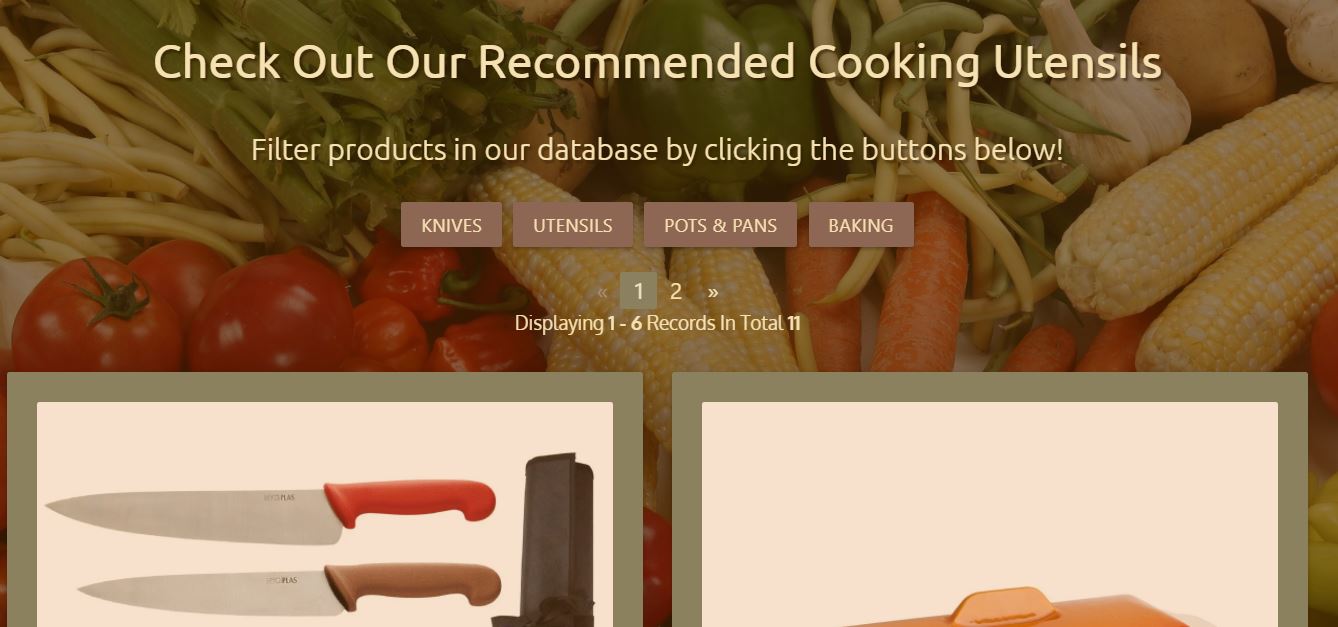 Check Out Our Recommended Cooking Utensils
Filter products in our database by clicking the buttons below!
KNIVES UTENSILS POTS & PANS BAKING
« 1 2 »
Displaying 1 - 6 Records In Total 11